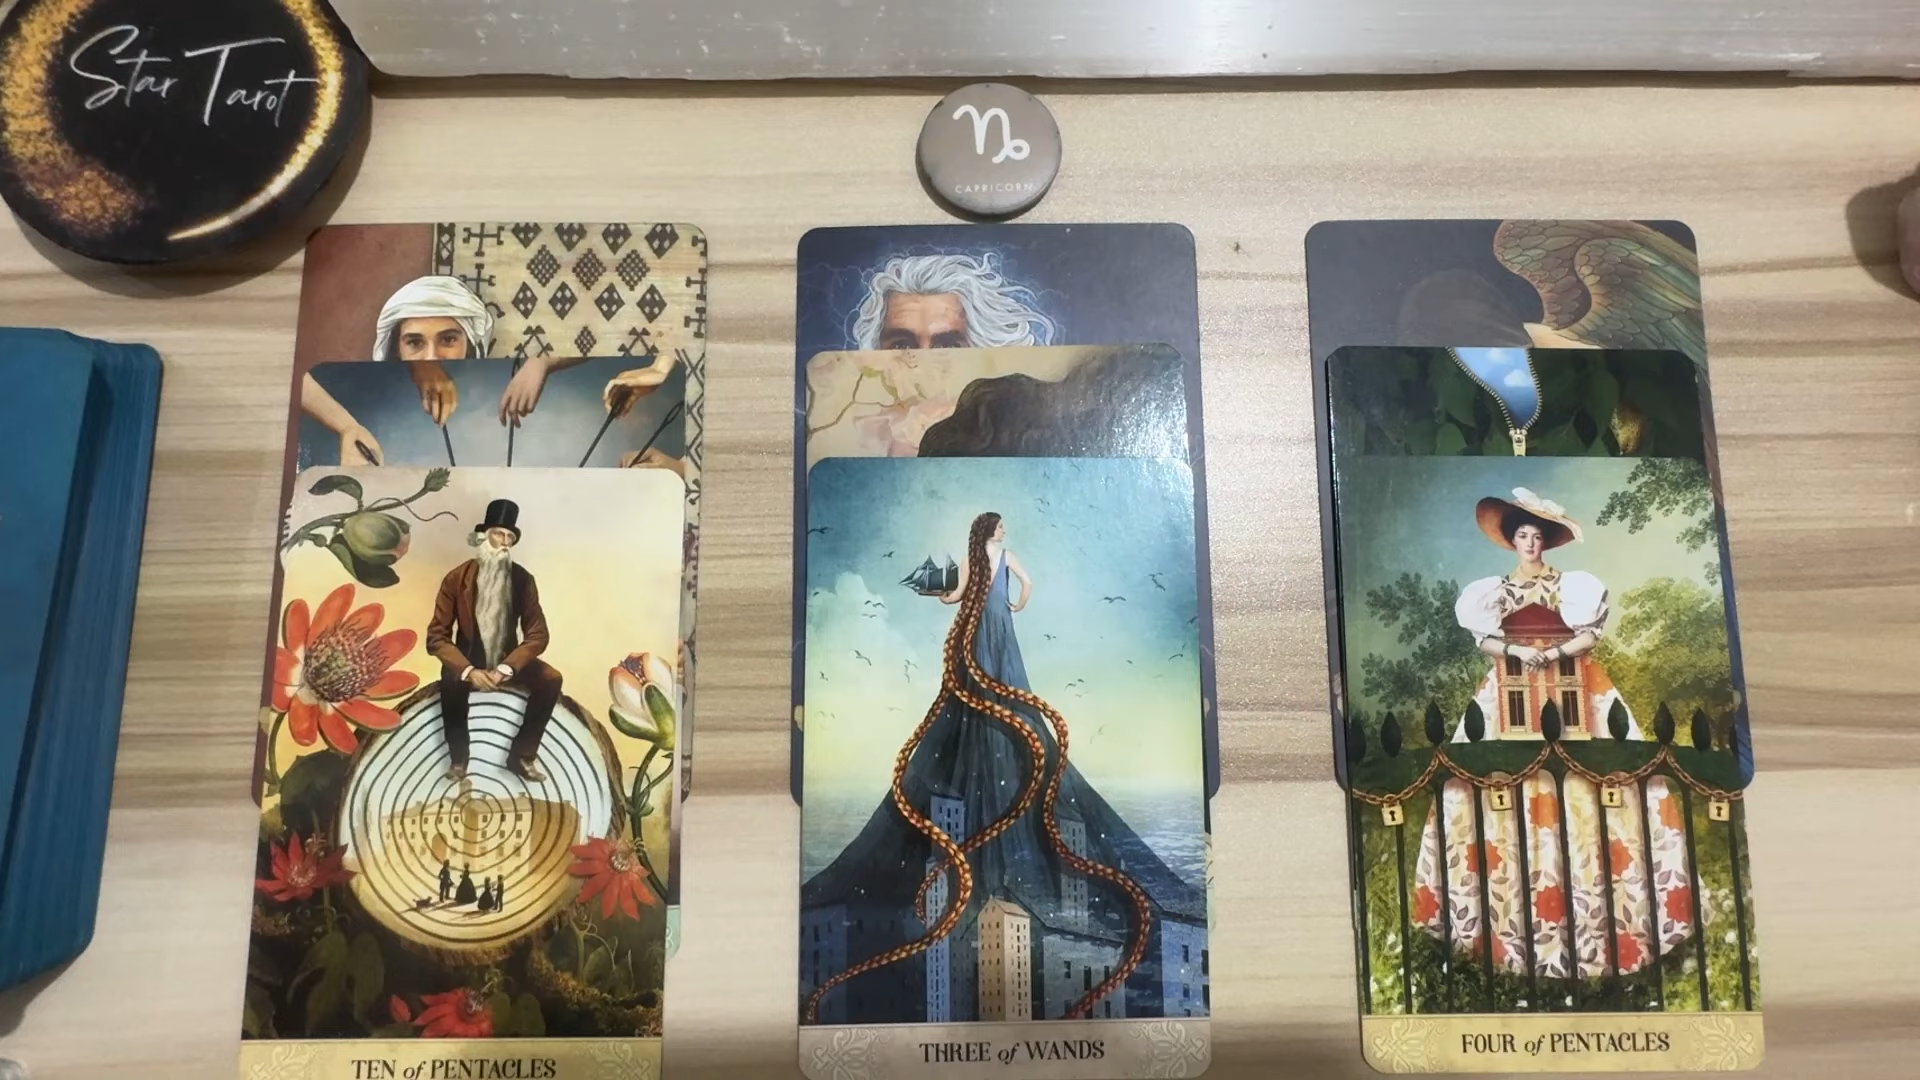 Star Tarot
CAPRICORN
TEN of PENTACLES
THREE of WANDS
FOUR of PENTACLES